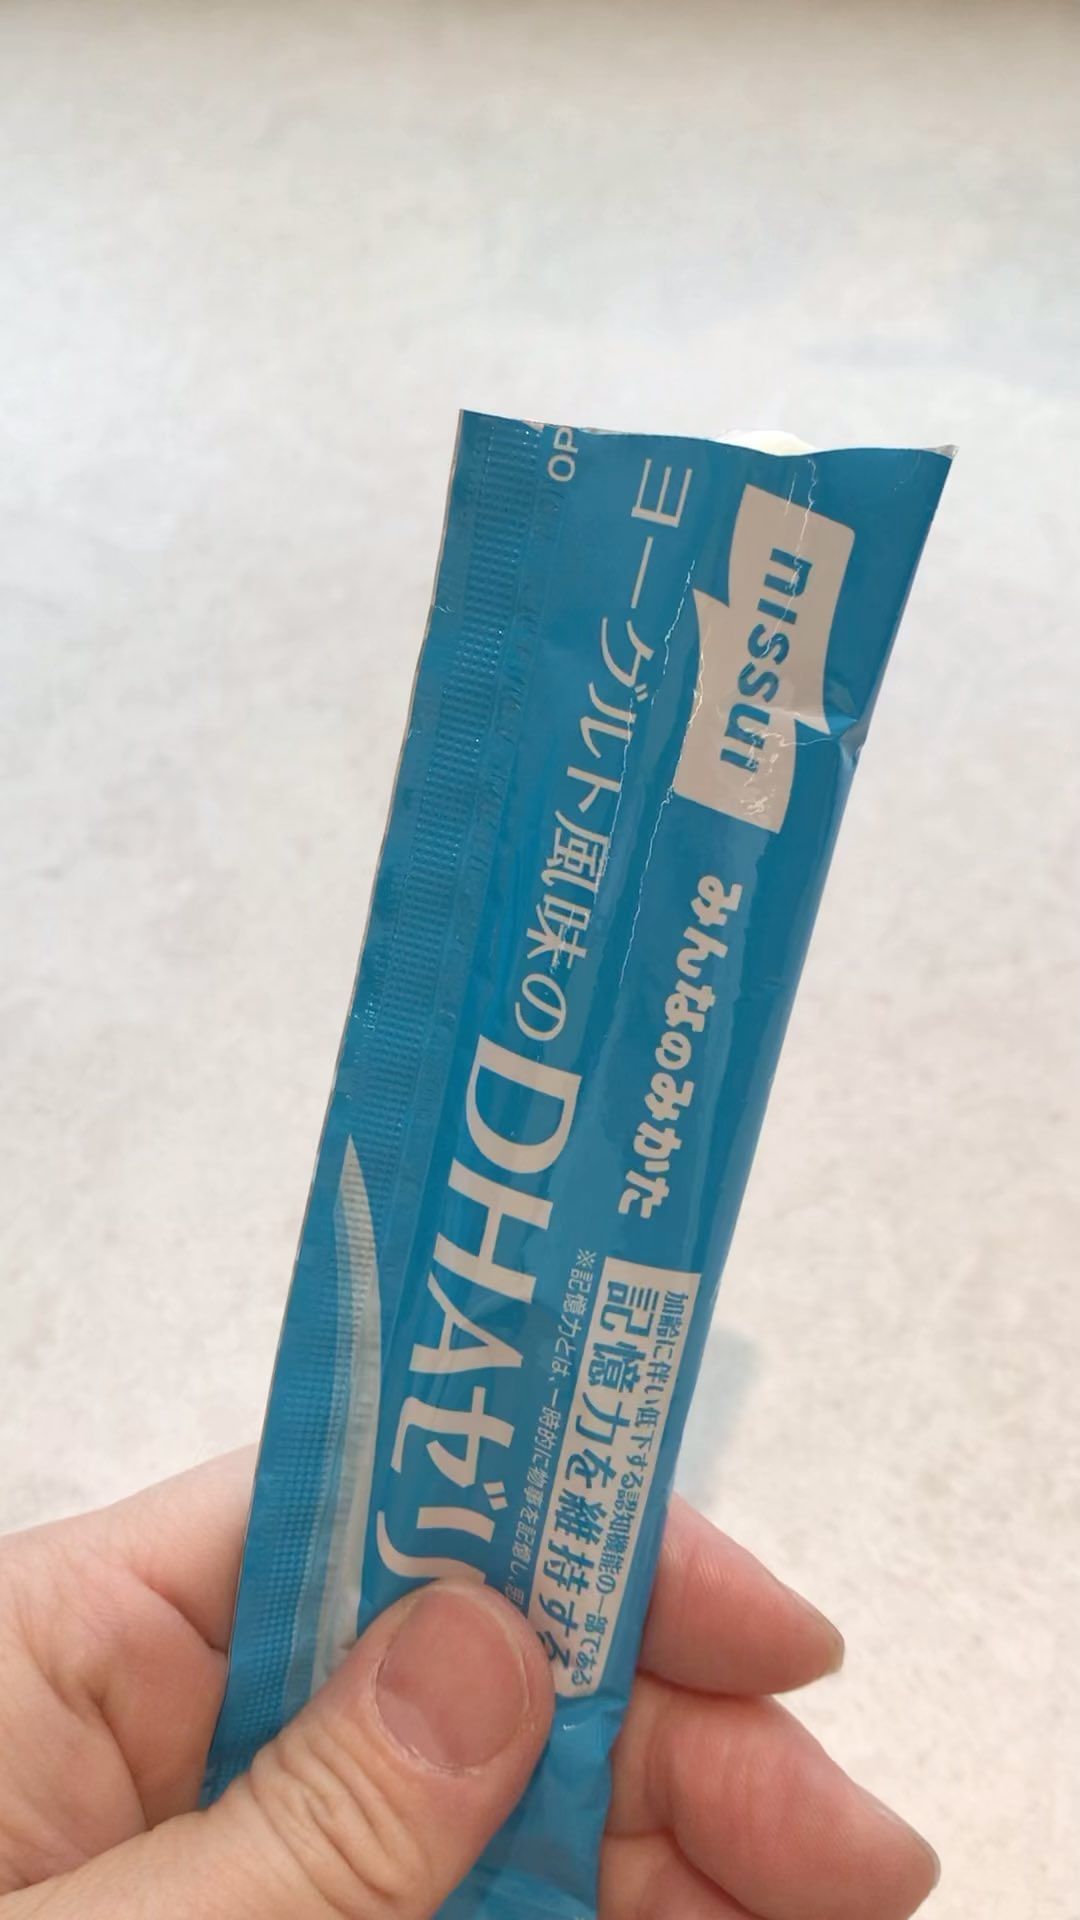 nissui
みんなのみかた
加齢に伴い低下する認知機能の一部である
記憶力を維持する
※記憶力とは、一時的に物事を記憶し、思
ヨーグルト風味の
DHAゼリ
OP